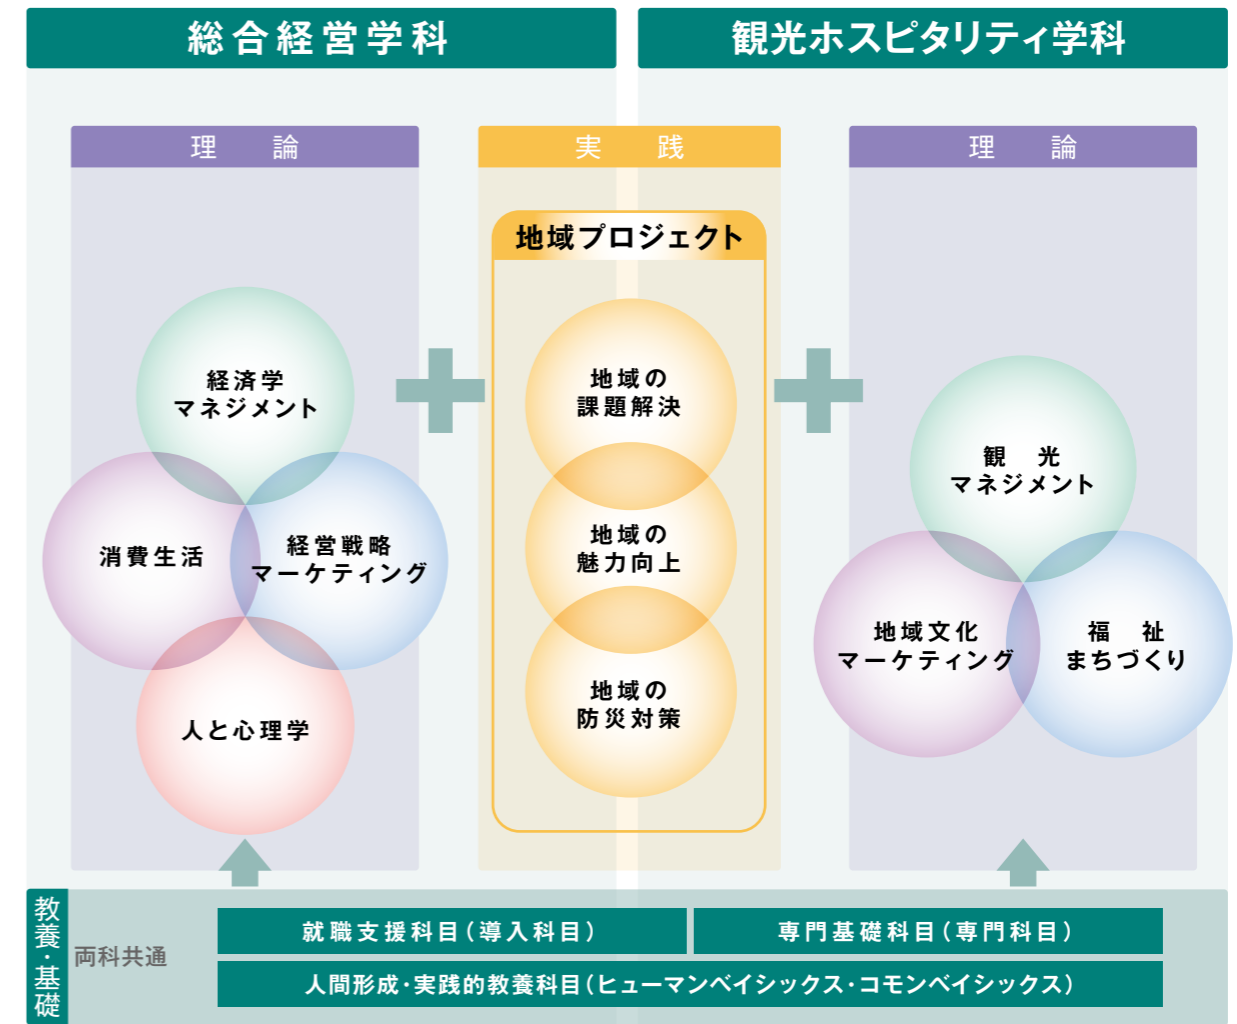 総合経営学科
観光ホスピタリティ学科
理 論
実 践
理 論
地域プロジェクト
経済学
マネジメント
消費生活
経営戦略
マーケティング
人と心理学
地域の
課題解決
地域の
魅力向上
地域の
防災対策
観 光
マネジメント
地域文化
マーケティング
福 祉
まちづくり
教養・基礎
両科共通
就職支援科目(導入科目)
専門基礎科目(専門科目)
人間形成・実践的教養科目(ヒューマンベイシックス・コモンベイシックス)